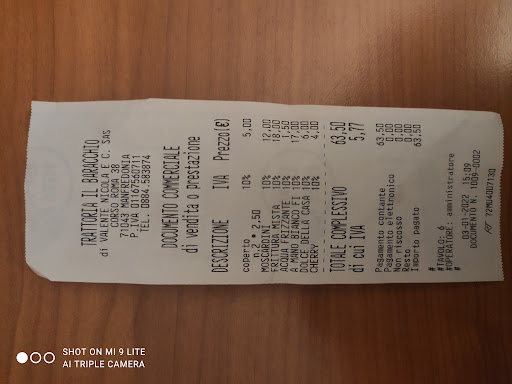 TRATTORIA IL BARACCHIO
di VALENTE NICOLA E C. SAS
CORSO ROMA 38
71043 MANFREDONIA
P.IVA 01167560711
TEL. 0884.583874
DOCUMENTO COMMERCIALE
di vendita o prestazione
DESCRIZIONE IVA Prezzo(€)
coperto 10% 5,00
n.2 * 2,50
MOSCARDINI 10% 12,00
FRITTURA MISTA 10% 18,00
ACQUA FRIZZANTE 10% 1,50
A MANO BIANCO FI 10% 17,00
DOLCE DELLA CASA 10% 6,00
CHERRY 10% 4,00
TOTALE COMPLESSIVO 63,50
di cui IVA 5,77
Pagamento contante 63,50
Pagamento elettronico 0,00
Non riscosso 0,00
Resto 0,00
Importo pagato 63,50
#TAVOLO: 6
#OPERATORE: amministratore #
03-07-2022 15:09
DOCUMENTO N. 1009-0002
SHOT ON MI 9 LITE
AI TRIPLE CAMERA